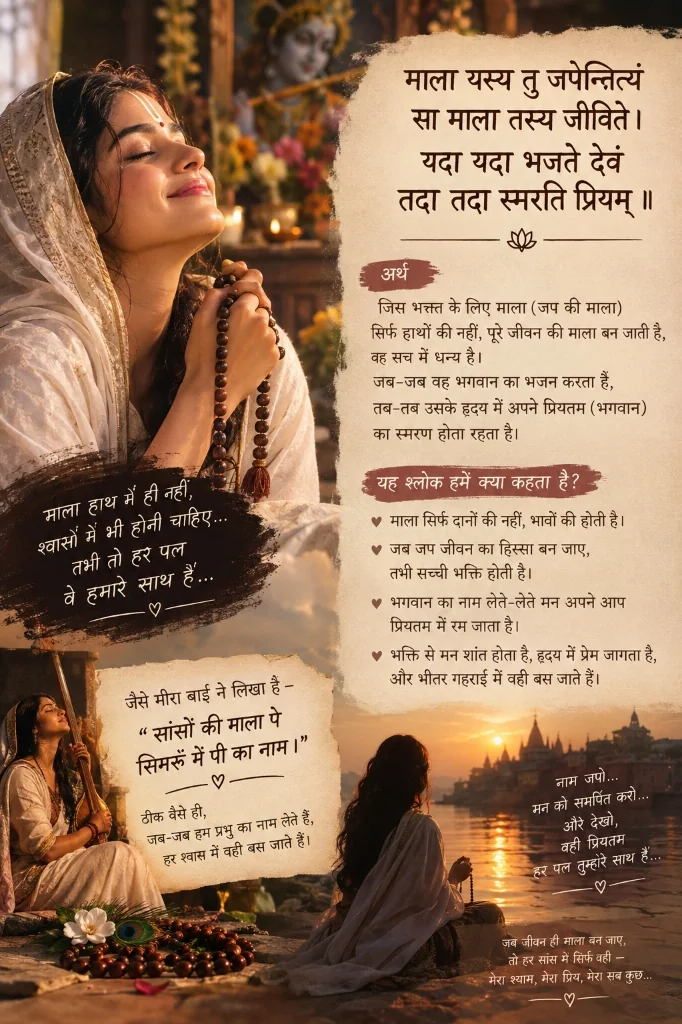 माला यस्य तु जपेन्नित्यं
सा माला तस्य जीविते।
यदा यदा भजते देवं
तदा तदा स्मरति प्रियम्॥
अर्थ
जिस भक्त के लिए माला (जप की माला)
सिर्फ हाथों की नहीं, पूरे जीवन की माला बन जाती है,
वह सच में धन्य है।
जब-जब वह भगवान का भजन करता हैं,
तब-तब उसके हृदय में अपने प्रियतम (भगवान)
का स्मरण होता रहता है।
यह श्लोक हमें क्या कहता है?
माला सिर्फ दानों की नहीं, भावों की होती है।
जब जप जीवन का हिस्सा बन जाए,
तभी सच्ची भक्ति होती है।
भगवान का नाम लेते-लेते मन अपने आप
प्रियतम में रम जाता है।
भक्ति से मन शांत होता है, हृदय में प्रेम जागता है,
और भीतर गहराई में वही बस जाते हैं।
माला हाथ में ही नहीं,
श्वासों में भी होनी चाहिए...
तभी तो हर पल
वे हमारे साथ हैं...
जैसे मीरा बाई ने लिखा है –
“ सांसों की माला पे
सिमरूँ में पी का नाम।”
ठीक वैसे ही,
जब-जब हम प्रभु का नाम लेते हैं,
हर श्वास में वही बस जाते हैं।
नाम जपो...
मन को समर्पित करो...
औरे देखो,
वही प्रियतम
हर पल तुम्हारे साथ हैं...
जब जीवन ही माला बन जाए,
तो हर सांस में सिर्फ वही –
मेरा श्याम, मेरा प्रिय, मेरा सब कुछ...